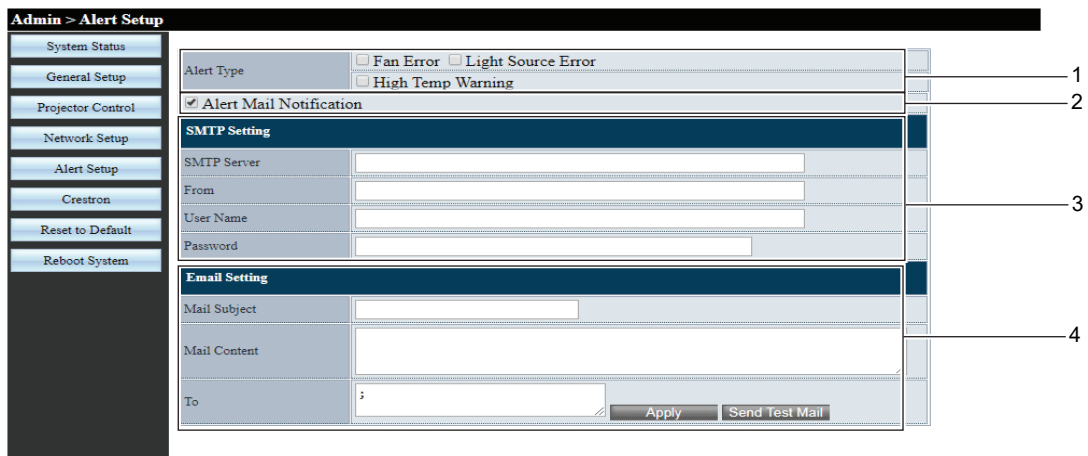 Admin > Alert Setup
System Status
General Setup
Projector Control
Network Setup
Alert Setup
Crestron
Reset to Default
Reboot System
Alert Type
Fan Error Light Source Error
High Temp Warning
1
Alert Mail Notification
2
SMTP Setting
SMTP Server
From
User Name
Password
3
Email Setting
Mail Subject
Mail Content
4
To
;
Apply Send Test Mail